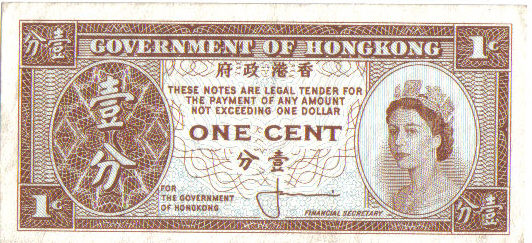 分壹
GOVERNMENT OF HONGKONG
1¢
府政港香
THESE NOTES ARE LEGAL TENDER FOR
THE PAYMENT OF ANY AMOUNT
NOT EXCEEDING ONE DOLLAR
壹分
ONE CENT
分壹
FOR
THE GOVERNMENT
OF HONGKONG
FINANCIAL SECRETARY
1¢
分壹